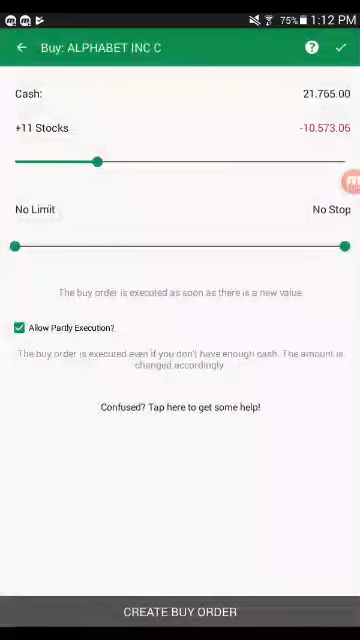 75% 1:12 PM
Buy: ALPHABET INC C
?
Cash: 21.765.00
+11 Stocks -10.573.06
No Limit No Stop
The buy order is executed as soon as there is a new value
Allow Partly Execution?
The buy order is executed even if you don't have enough cash. The amount is
changed accordingly
Confused? Tap here to get some help!
CREATE BUY ORDER